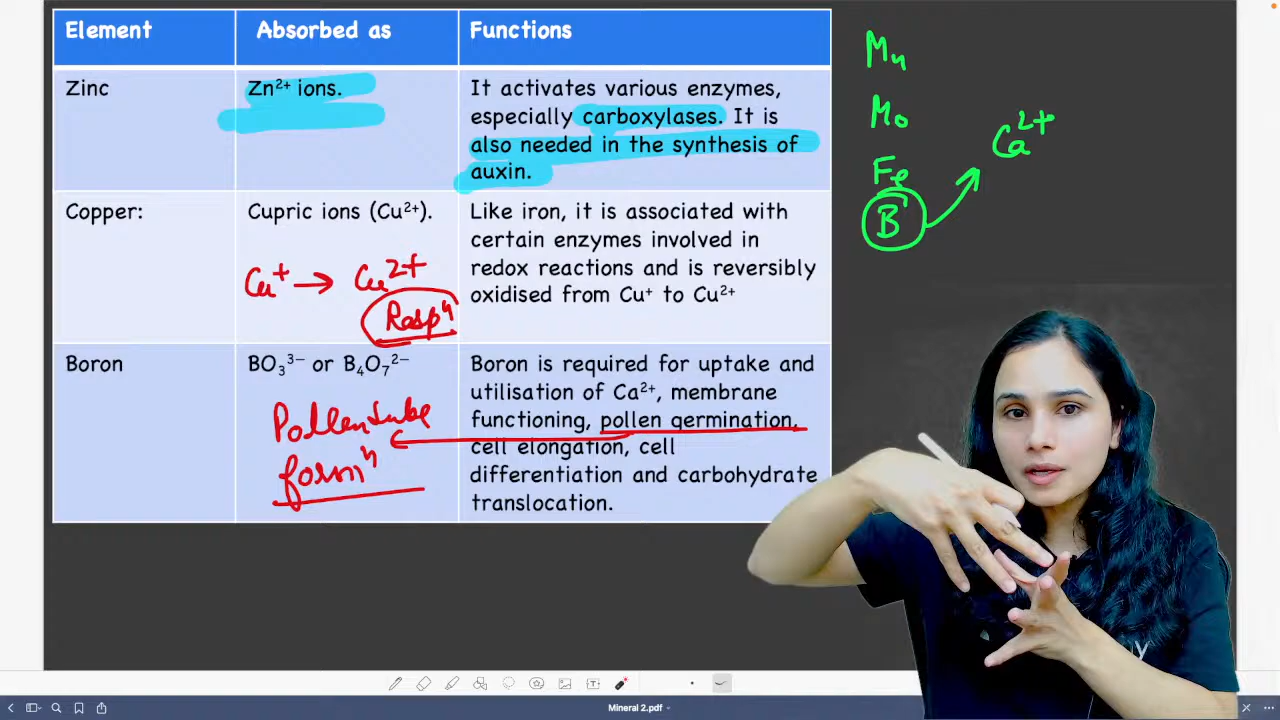 Element
Absorbed as
Functions
Zinc
Zn²⁺ ions.
It activates various enzymes,
especially carboxylases. It is
also needed in the synthesis of
auxin.
Copper:
Cupric ions (Cu²⁺).
Cu⁺ → Cu²⁺
Respⁿ
Like iron, it is associated with
certain enzymes involved in
redox reactions and is reversibly
oxidised from Cu⁺ to Cu²⁺
Boron
BO₃³⁻ or B₄O₇²⁻
Pollen tube
formⁿ
Boron is required for uptake and
utilisation of Ca²⁺, membrane
functioning, pollen germination,
cell elongation, cell
differentiation and carbohydrate
translocation.
Mn
Mo
Fe
B
Ca²⁺
Mineral 2.pdf